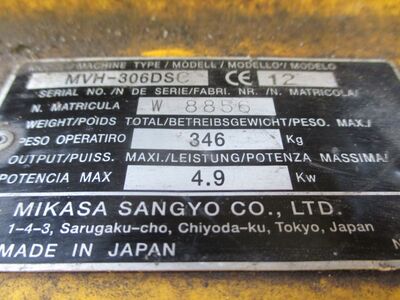 MACHINE TYPE / MODÈLL / MODELLO / MODELO
MVH-306DSC CE 12
SERIAL NO. /N DE SERIE/FABRI. NR. /N. MATRICOLA/
N. MATRICULA W 8856
WEIGHT/POIDS TOTAL/BETREIBSGEWICHT/PESO. MAX./
PESO OPERATIRO 346 Kg
OUTPUT/PUISS. MAXI./LEISTUNG/POTENZA MASSIMA/
POTENCIA MAX 4.9 Kw
MIKASA SANGYO CO., LTD.
1-4-3, Sarugaku-cho, Chiyoda-ku, Tokyo, Japan
MADE IN JAPAN